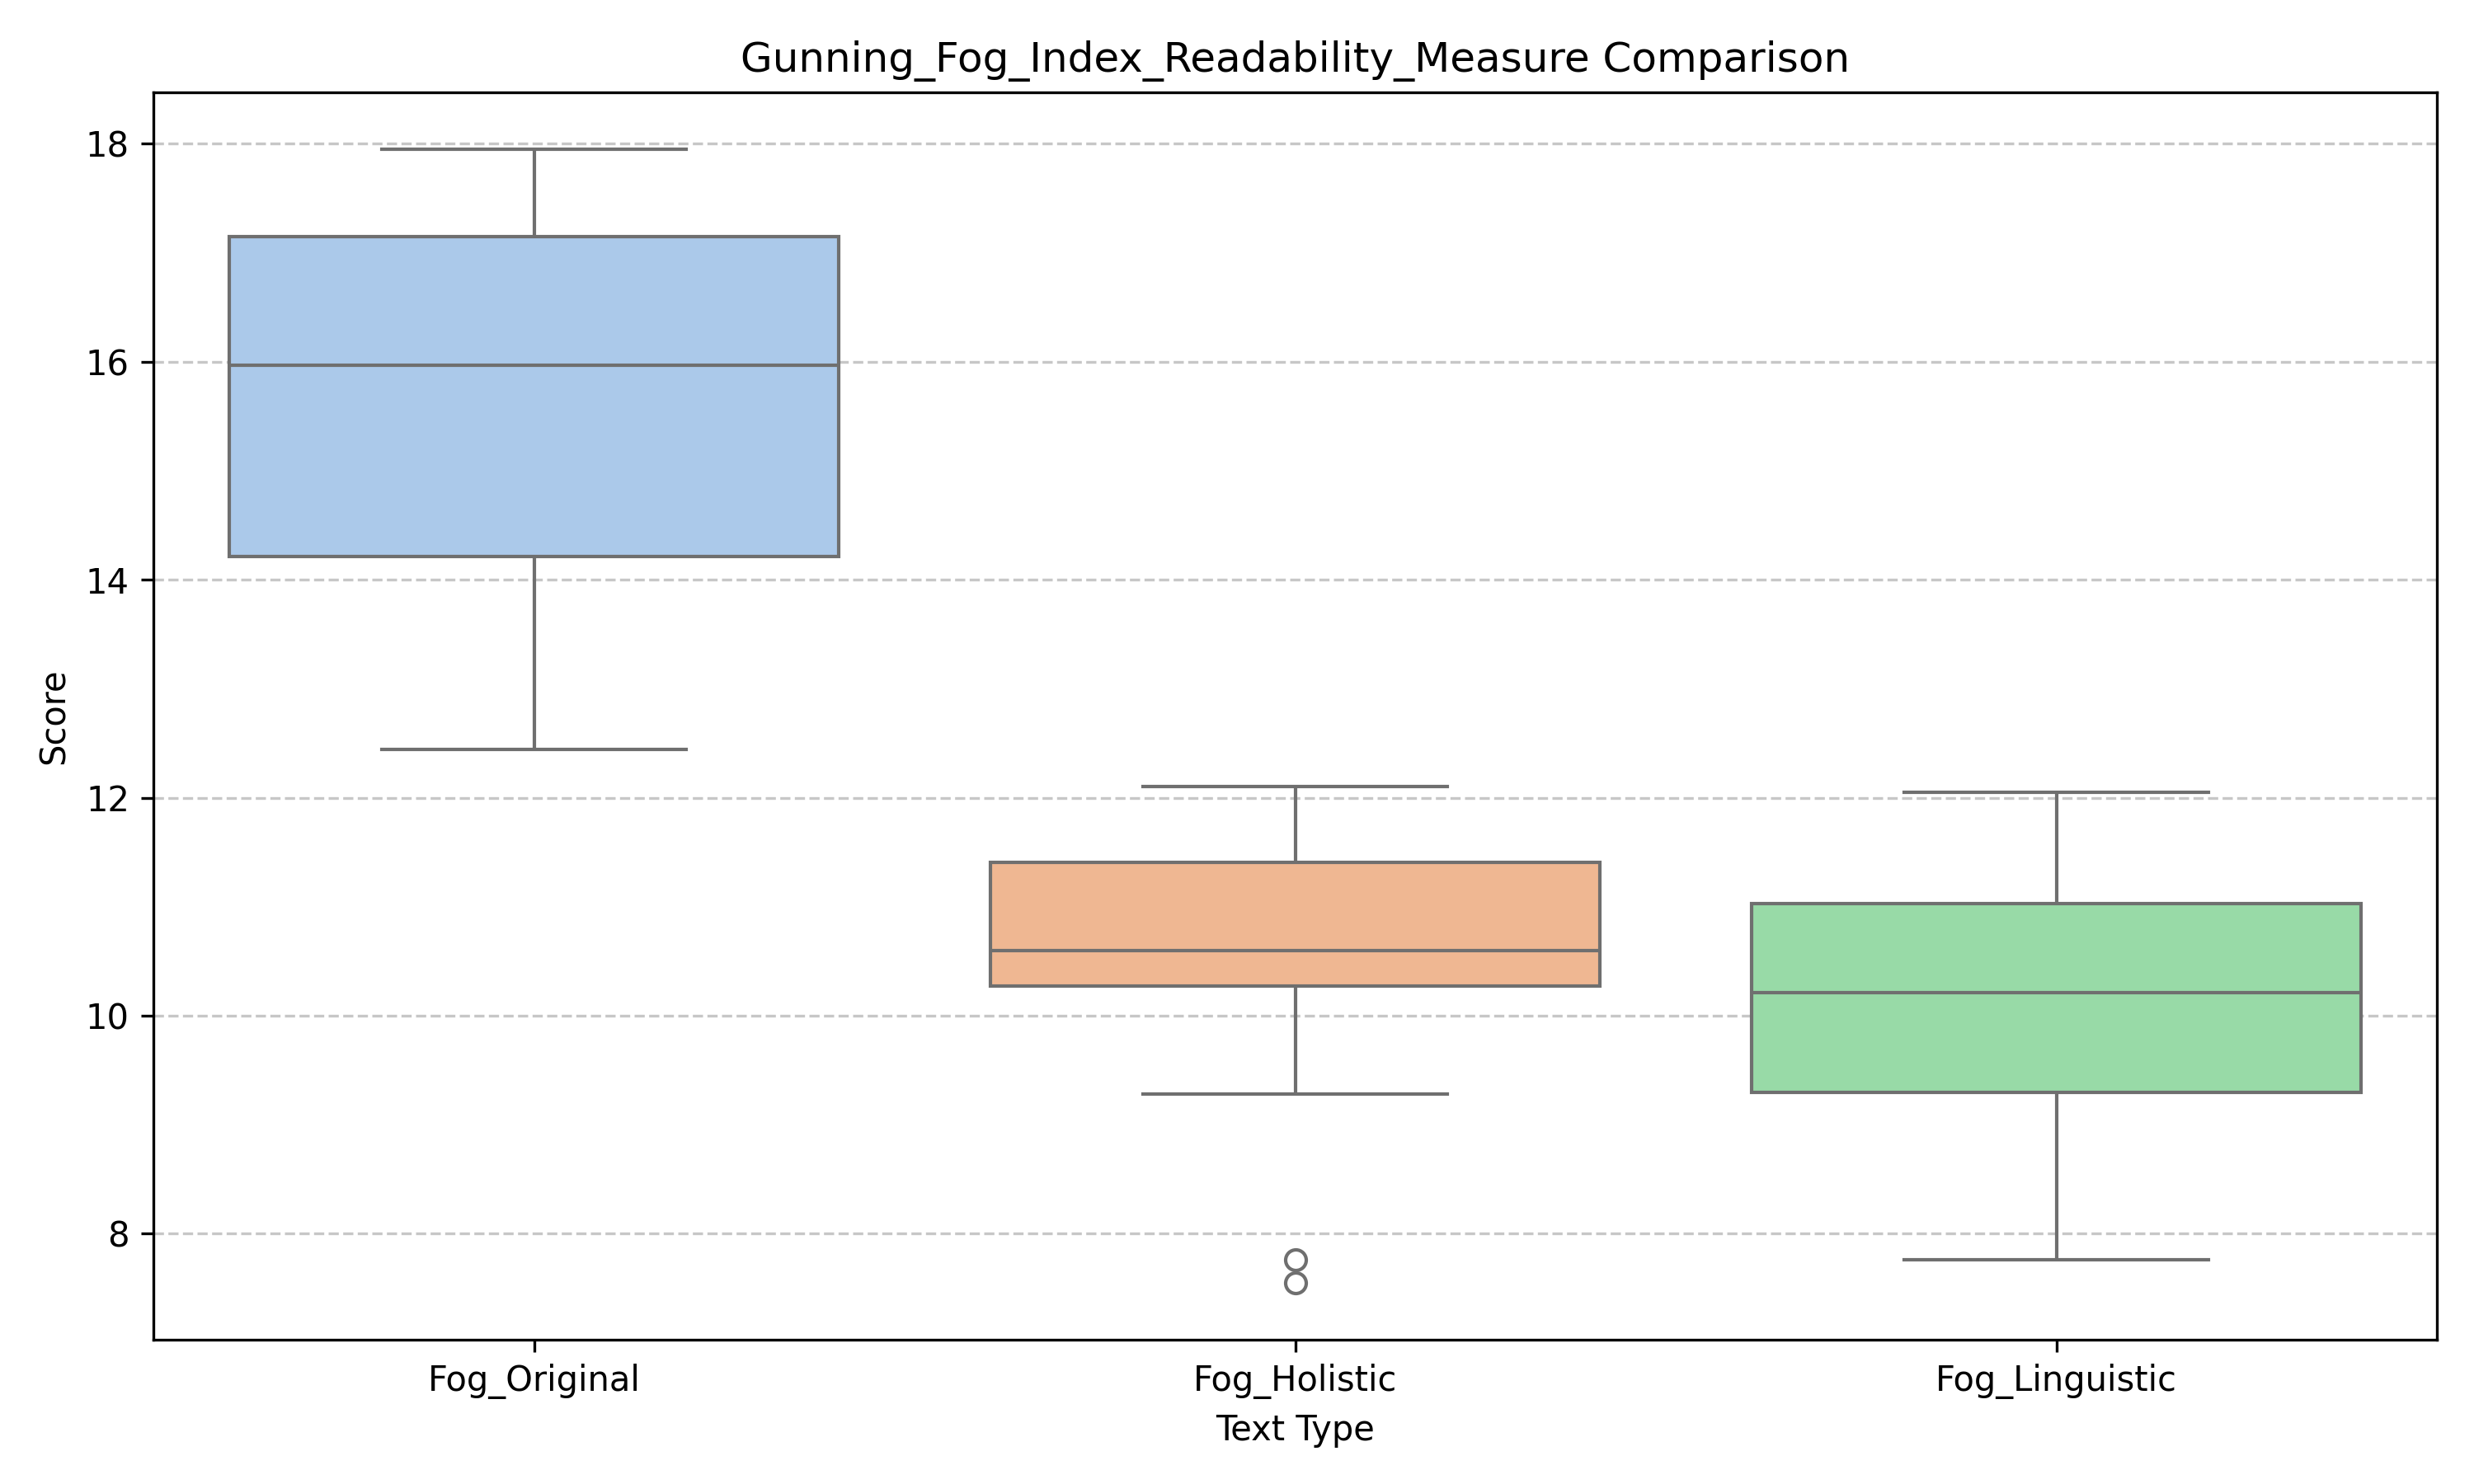 Gunning_Fog_Index_Readability_Measure Comparison
18
16
14
12
10
8
Score
Fog_Original
Fog_Holistic
Fog_Linguistic
Text Type